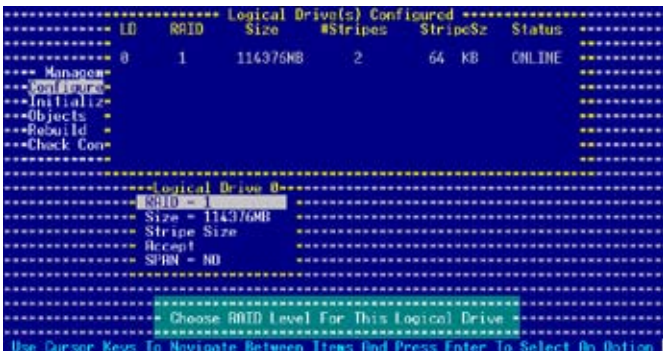 Logical Drive(s) Configured
LD RAID Size #Stripes StripeSz Status
0 1 114376MB 2 64 KB ONLINE
Managem
Configure
Initializ
Objects
Rebuild
Check Con
Logical Drive 0
RAID = 1
Size = 114376MB
Stripe Size
Accept
SPAN = NO
Choose RAID Level For This Logical Drive
Use Cursor Keys To Navigate Between Items And Press Enter To Select An Option